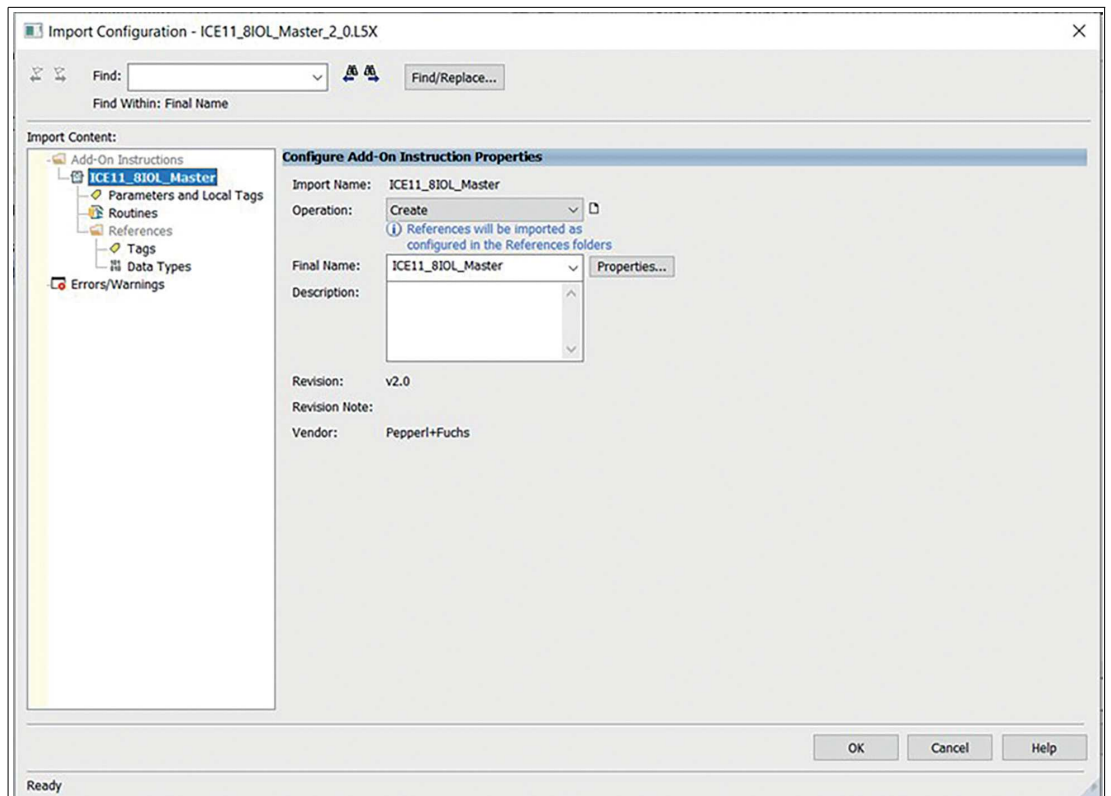 Import Configuration - ICE11_8IOL_Master_2_0.L5X
Find:
Find/Replace...
Find Within: Final Name
Import Content:
Add-On Instructions
ICE11_8IOL_Master
Parameters and Local Tags
Routines
References
Tags
Data Types
Errors/Warnings
Configure Add-On Instruction Properties
Import Name: ICE11_8IOL_Master
Operation: Create
References will be imported as
configured in the References folders
Final Name: ICE11_8IOL_Master Properties...
Description:
Revision: v2.0
Revision Note:
Vendor: Pepperl+Fuchs
OK Cancel Help
Ready